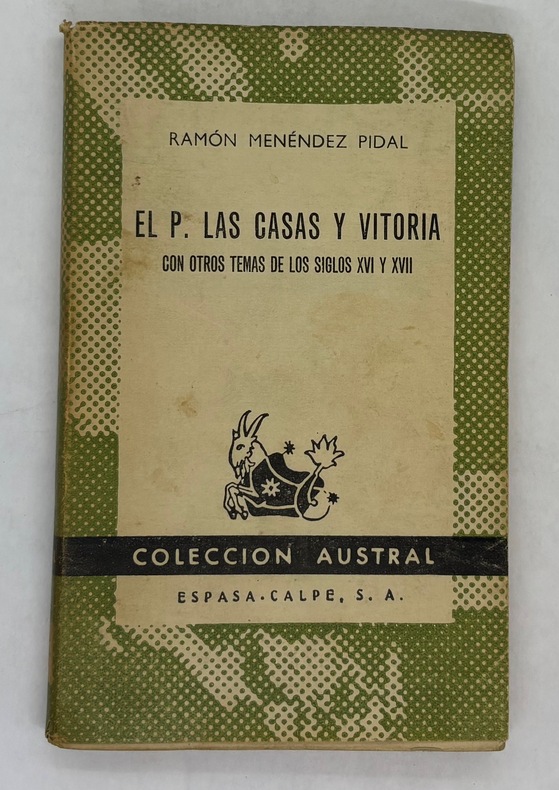 RAMÓN MENÉNDEZ PIDAL
EL P. LAS CASAS Y VITORIA
CON OTROS TEMAS DE LOS SIGLOS XVI Y XVII
COLECCION AUSTRAL
ESPASA-CALPE, S. A.